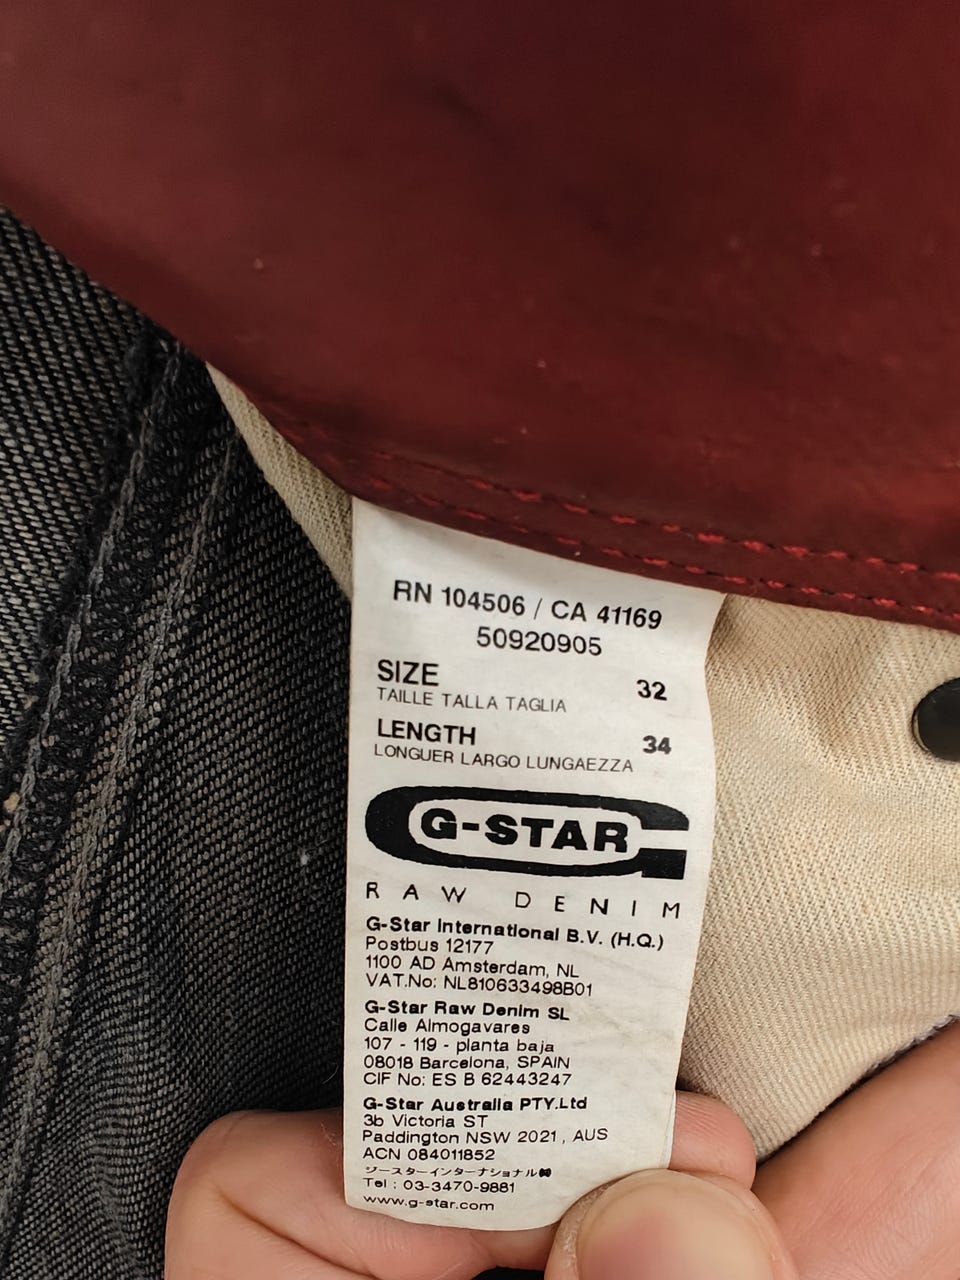 RN 104506 / CA 41169
50920905
SIZE 32
TAILLE TALLA TAGLIA
LENGTH 34
LONGUER LARGO LUNGAEZZA
G-STAR
RAW DENIM
G-Star International B.V. (H.Q.)
Postbus 12177
1100 AD Amsterdam, NL
VAT.No: NL810633498B01
G-Star Raw Denim SL
Calle Almogavares
107 - 119 - planta baja
08018 Barcelona, SPAIN
CIF No: ES B 62443247
G-Star Australia PTY.Ltd
3b Victoria ST
Paddington NSW 2021 , AUS
ACN 084011852
ジースターインターナショナル㈱
Tel : 03-3470-9881
www.g-star.com